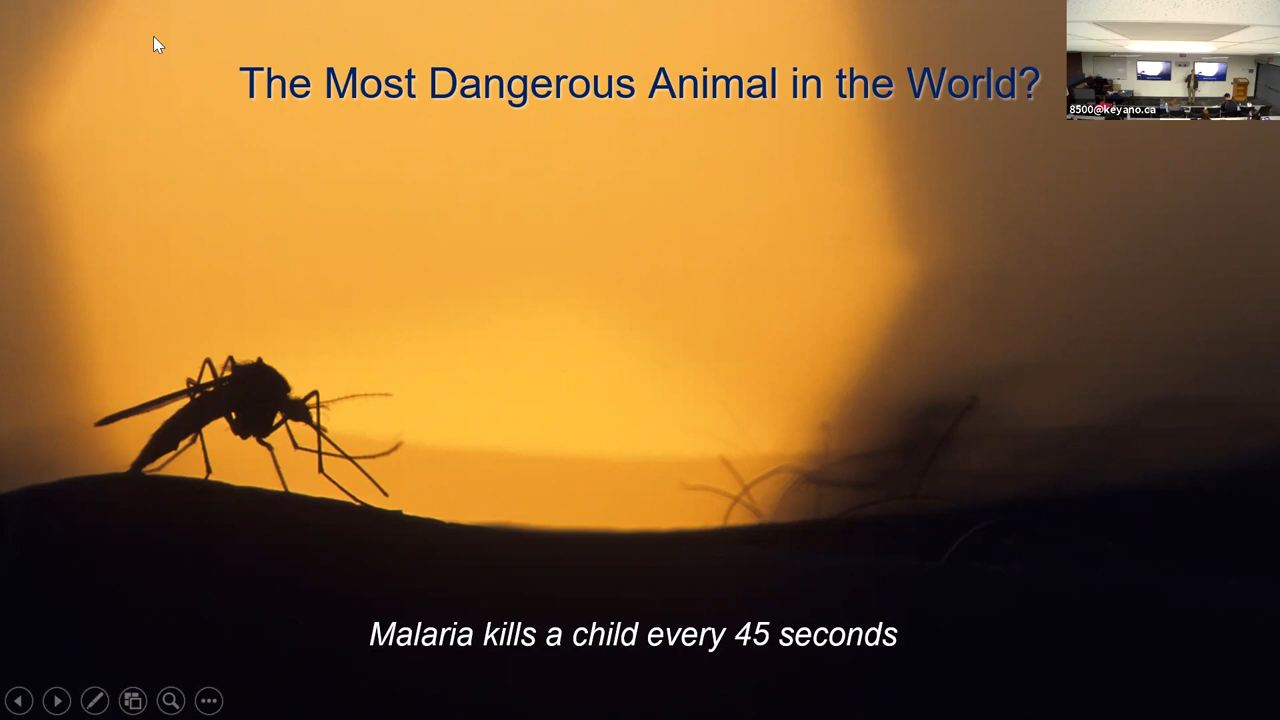 The Most Dangerous Animal in the World?
8500@keyano.ca
Malaria kills a child every 45 seconds